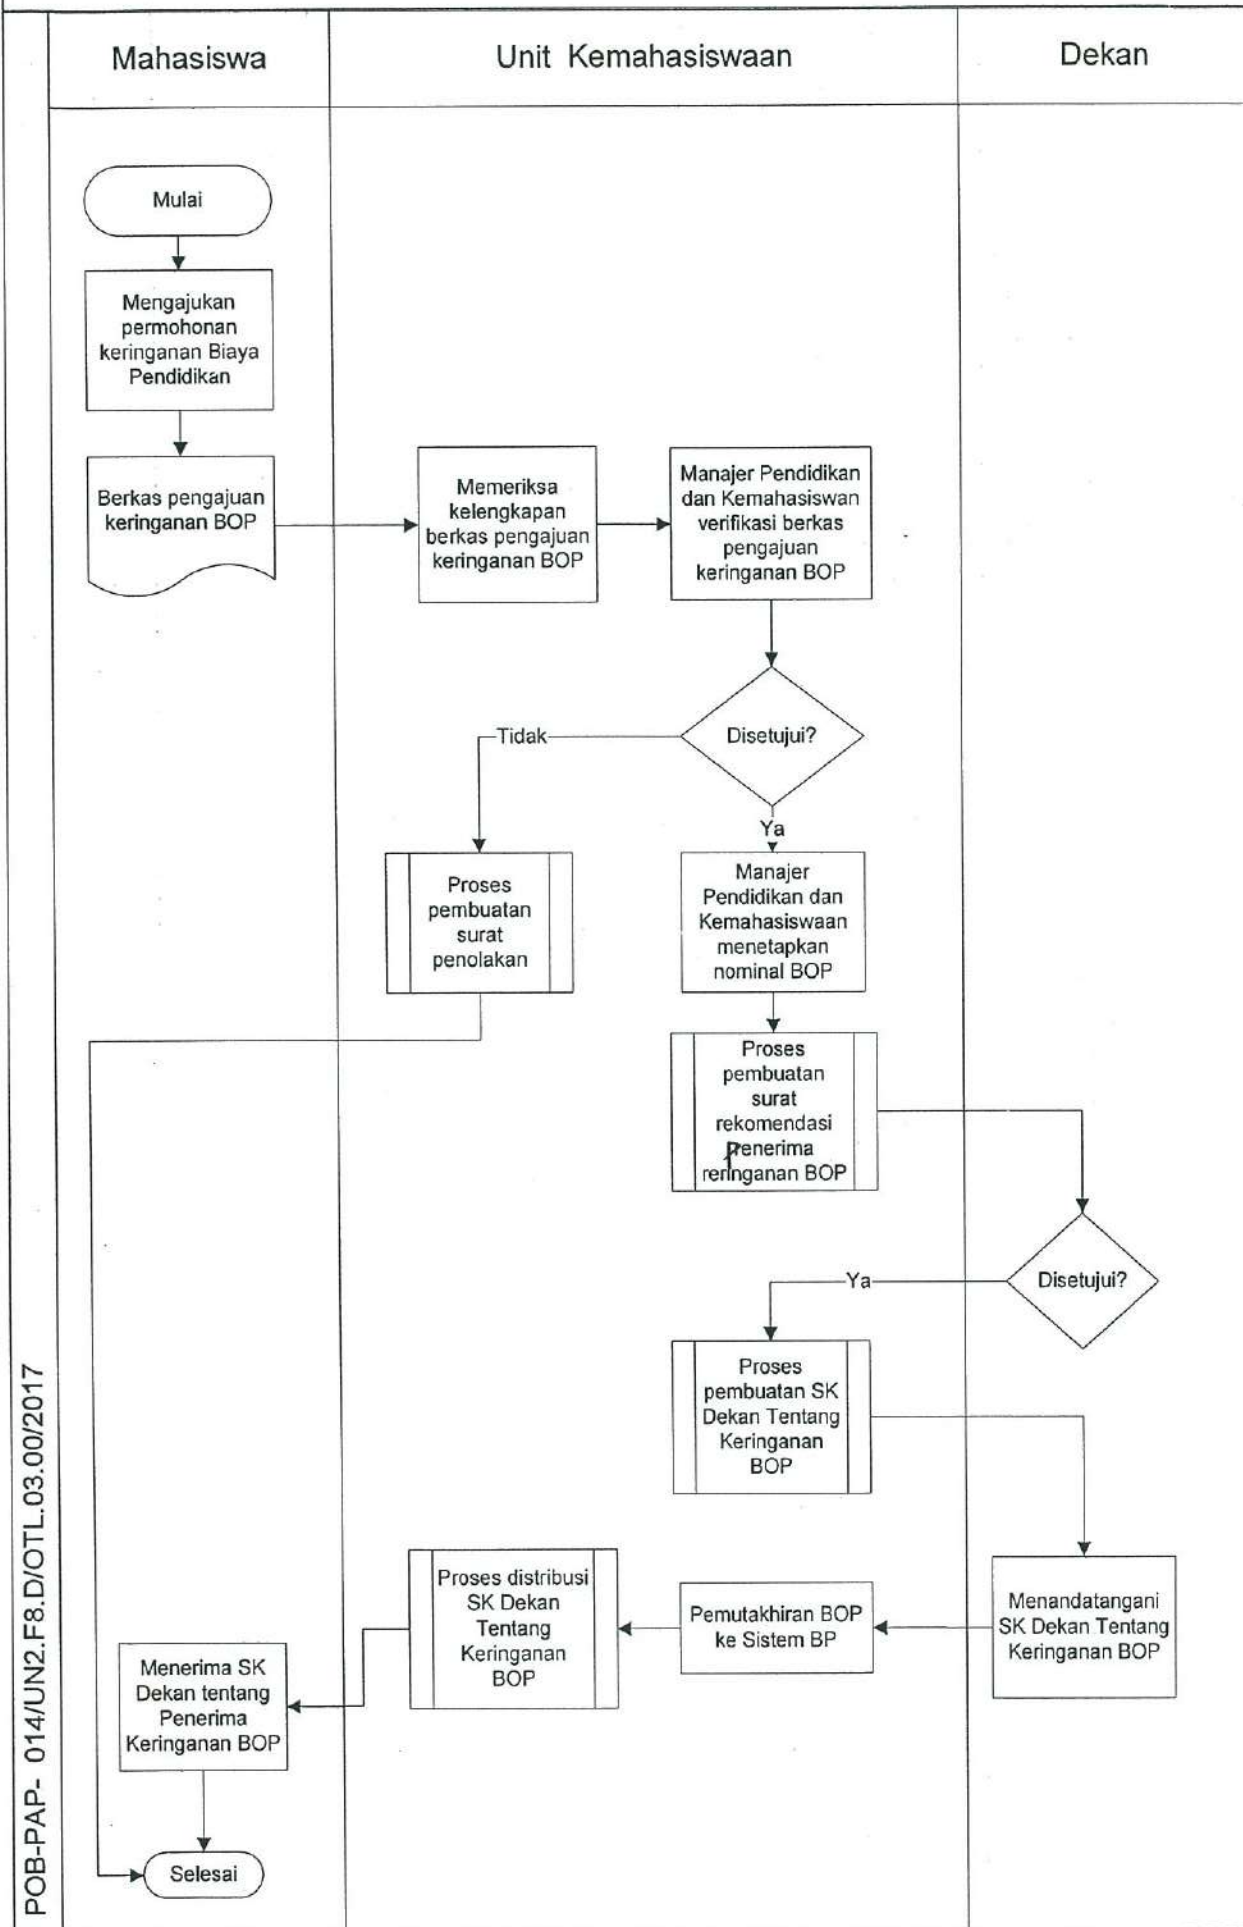 Mahasiswa
Unit Kemahasiswaan
Dekan
Mulai
Mengajukan
permohonan
keringanan Biaya
Pendidikan
Berkas pengajuan
keringanan BOP
Memeriksa
kelengkapan
berkas pengajuan
keringanan BOP
Manajer Pendidikan
dan Kemahasiswan
verifikasi berkas
pengajuan
keringanan BOP
Disetujui?
Tidak
Ya
Proses
pembuatan
surat
penolakan
Manajer
Pendidikan dan
Kemahasiswaan
menetapkan
nominal BOP
Proses
pembuatan
surat
rekomendasi
Penerima
reringanan BOP
Disetujui?
Ya
Proses
pembuatan SK
Dekan Tentang
Keringanan
BOP
Menandatangani
SK Dekan Tentang
Keringanan BOP
Pemutakhiran BOP
ke Sistem BP
Proses distribusi
SK Dekan
Tentang
Keringanan
BOP
Menerima SK
Dekan tentang
Penerima
Keringanan BOP
Selesai
POB-PAP- 014/UN2.F8.D/OTL.03.00/2017